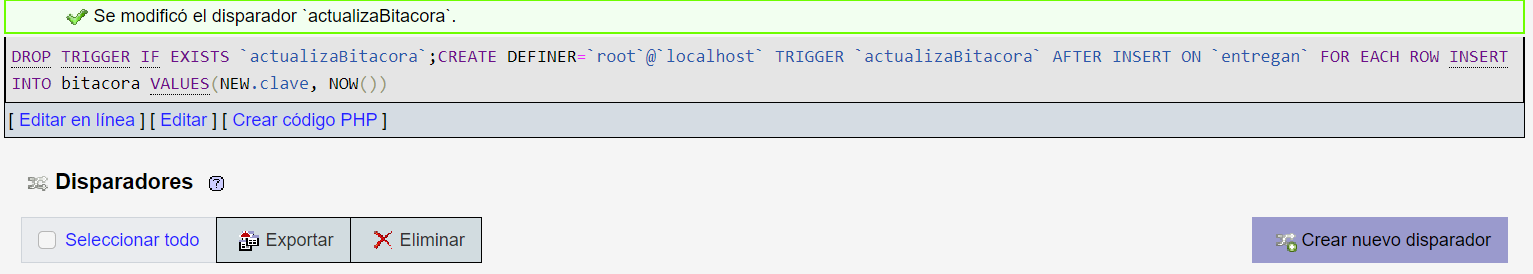 Se modificó el disparador `actualizaBitacora`.
DROP TRIGGER IF EXISTS `actualizaBitacora`;CREATE DEFINER=`root`@`localhost` TRIGGER `actualizaBitacora` AFTER INSERT ON `entregan` FOR EACH ROW INSERT
INTO bitacora VALUES(NEW.clave, NOW())
[ Editar en línea ] [ Editar ] [ Crear código PHP ]
Disparadores ?
Seleccionar todo Exportar Eliminar Crear nuevo disparador